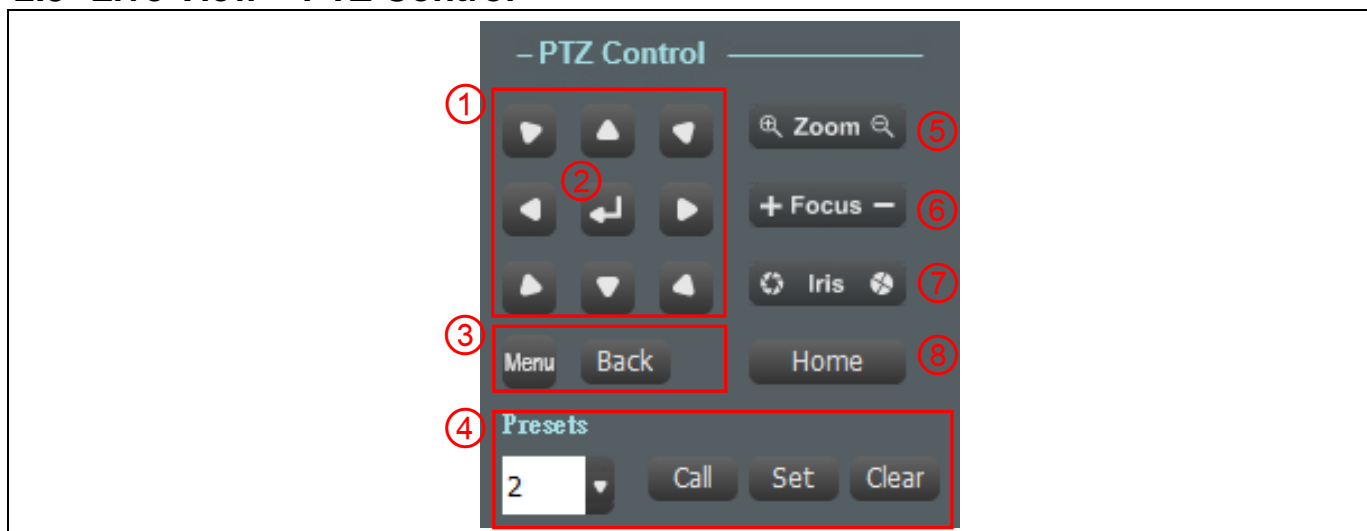 – PTZ Control
①
Zoom ⑤
②
+ Focus − ⑥
Iris ⑦
③
Menu Back Home ⑧
④ Presets
2 Call Set Clear